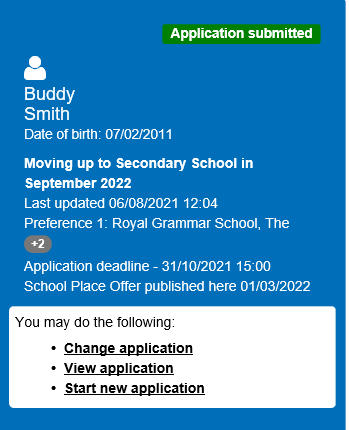 Application submitted
Buddy
Smith
Date of birth: 07/02/2011
Moving up to Secondary School in
September 2022
Last updated 06/08/2021 12:04
Preference 1: Royal Grammar School, The
+2
Application deadline - 31/10/2021 15:00
School Place Offer published here 01/03/2022
You may do the following:
• Change application
• View application
• Start new application